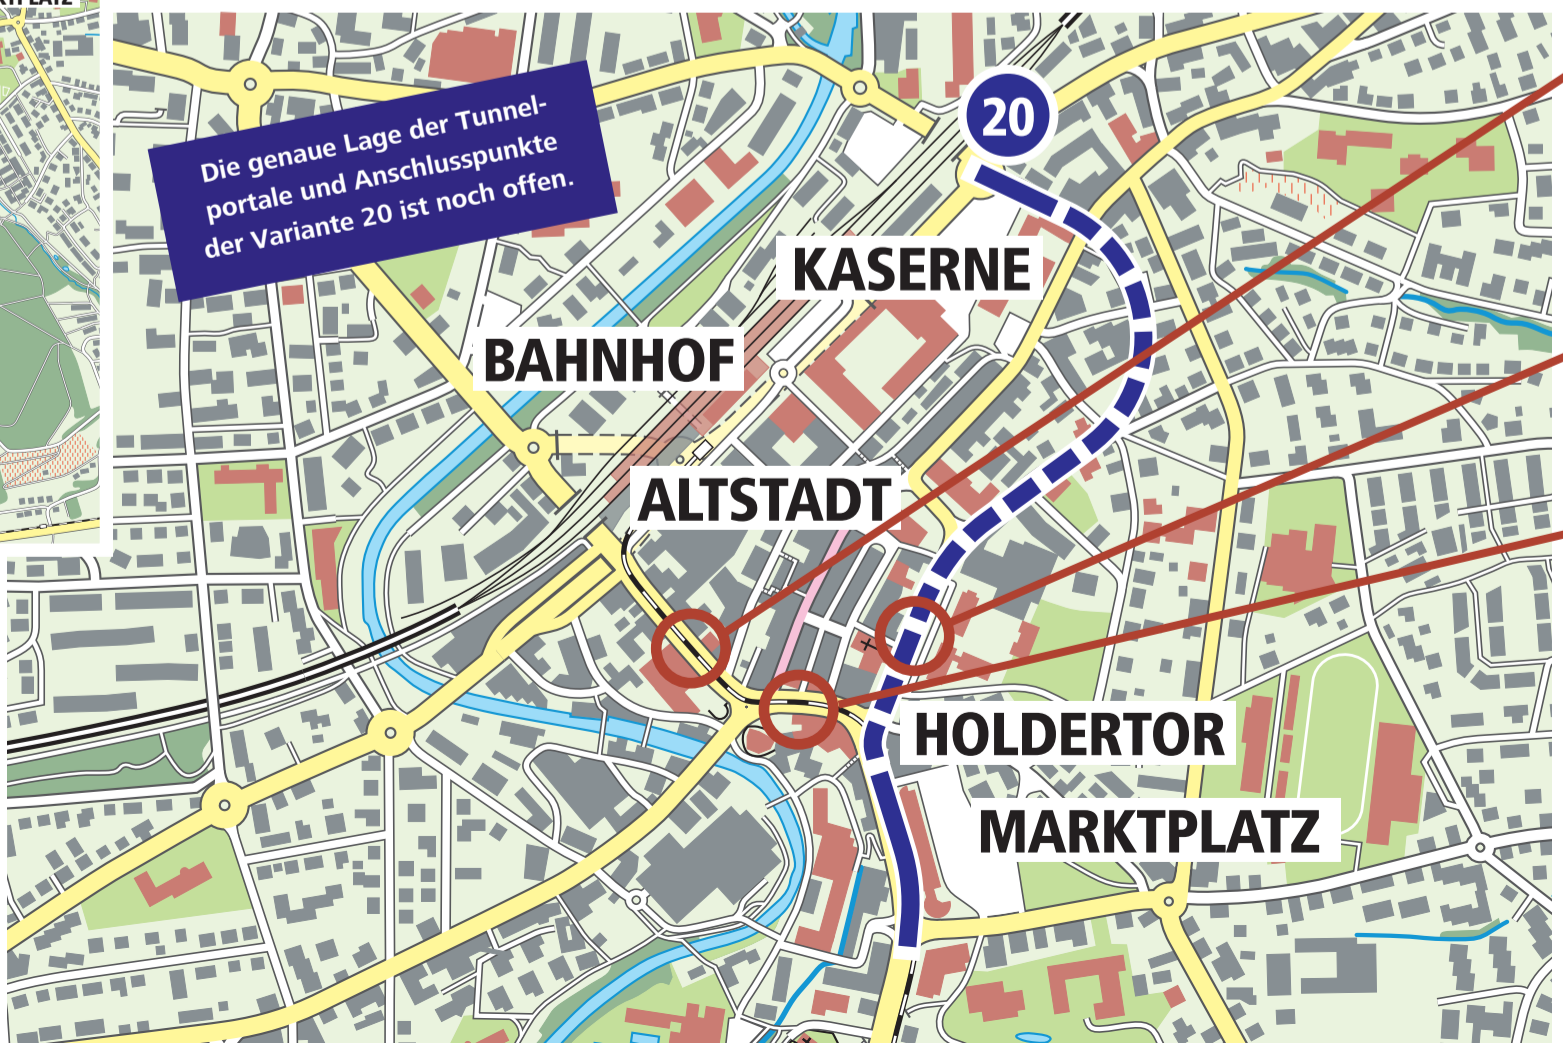 Die genaue Lage der Tunnel-
portale und Anschlusspunkte
der Variante 20 ist noch offen.
20
KASERNE
BAHNHOF
ALTSTADT
HOLDERTOR
MARKTPLATZ